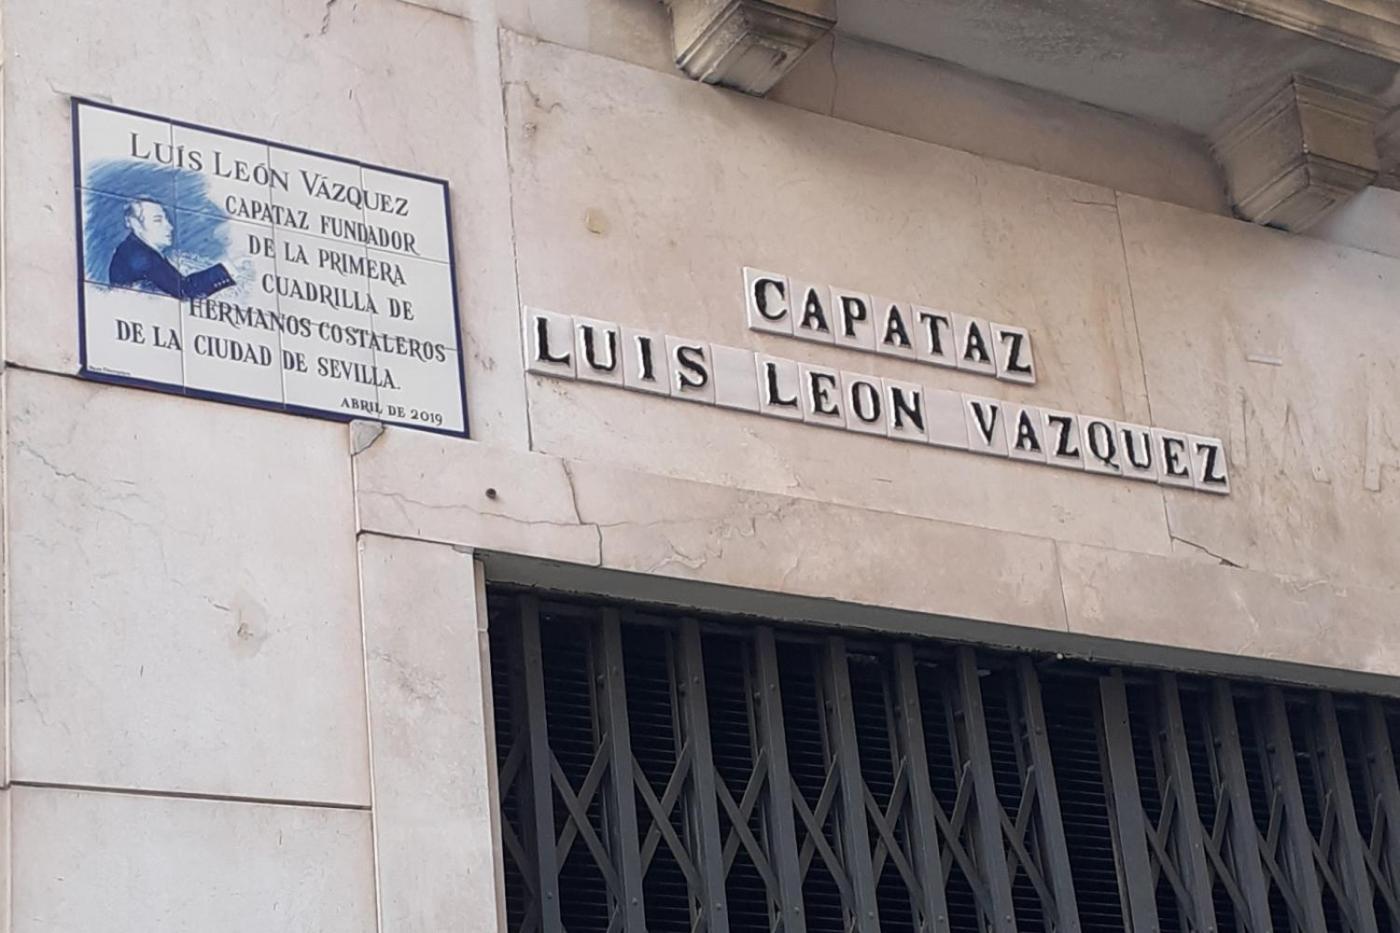 LUÍS LEÓN VÁZQUEZ
CAPATAZ FUNDADOR
DE LA PRIMERA
CUADRILLA DE
HERMANOS COSTALEROS
DE LA CIUDAD DE SEVILLA.
ABRIL DE 2019
CAPATAZ
LUIS LEON VAZQUEZ